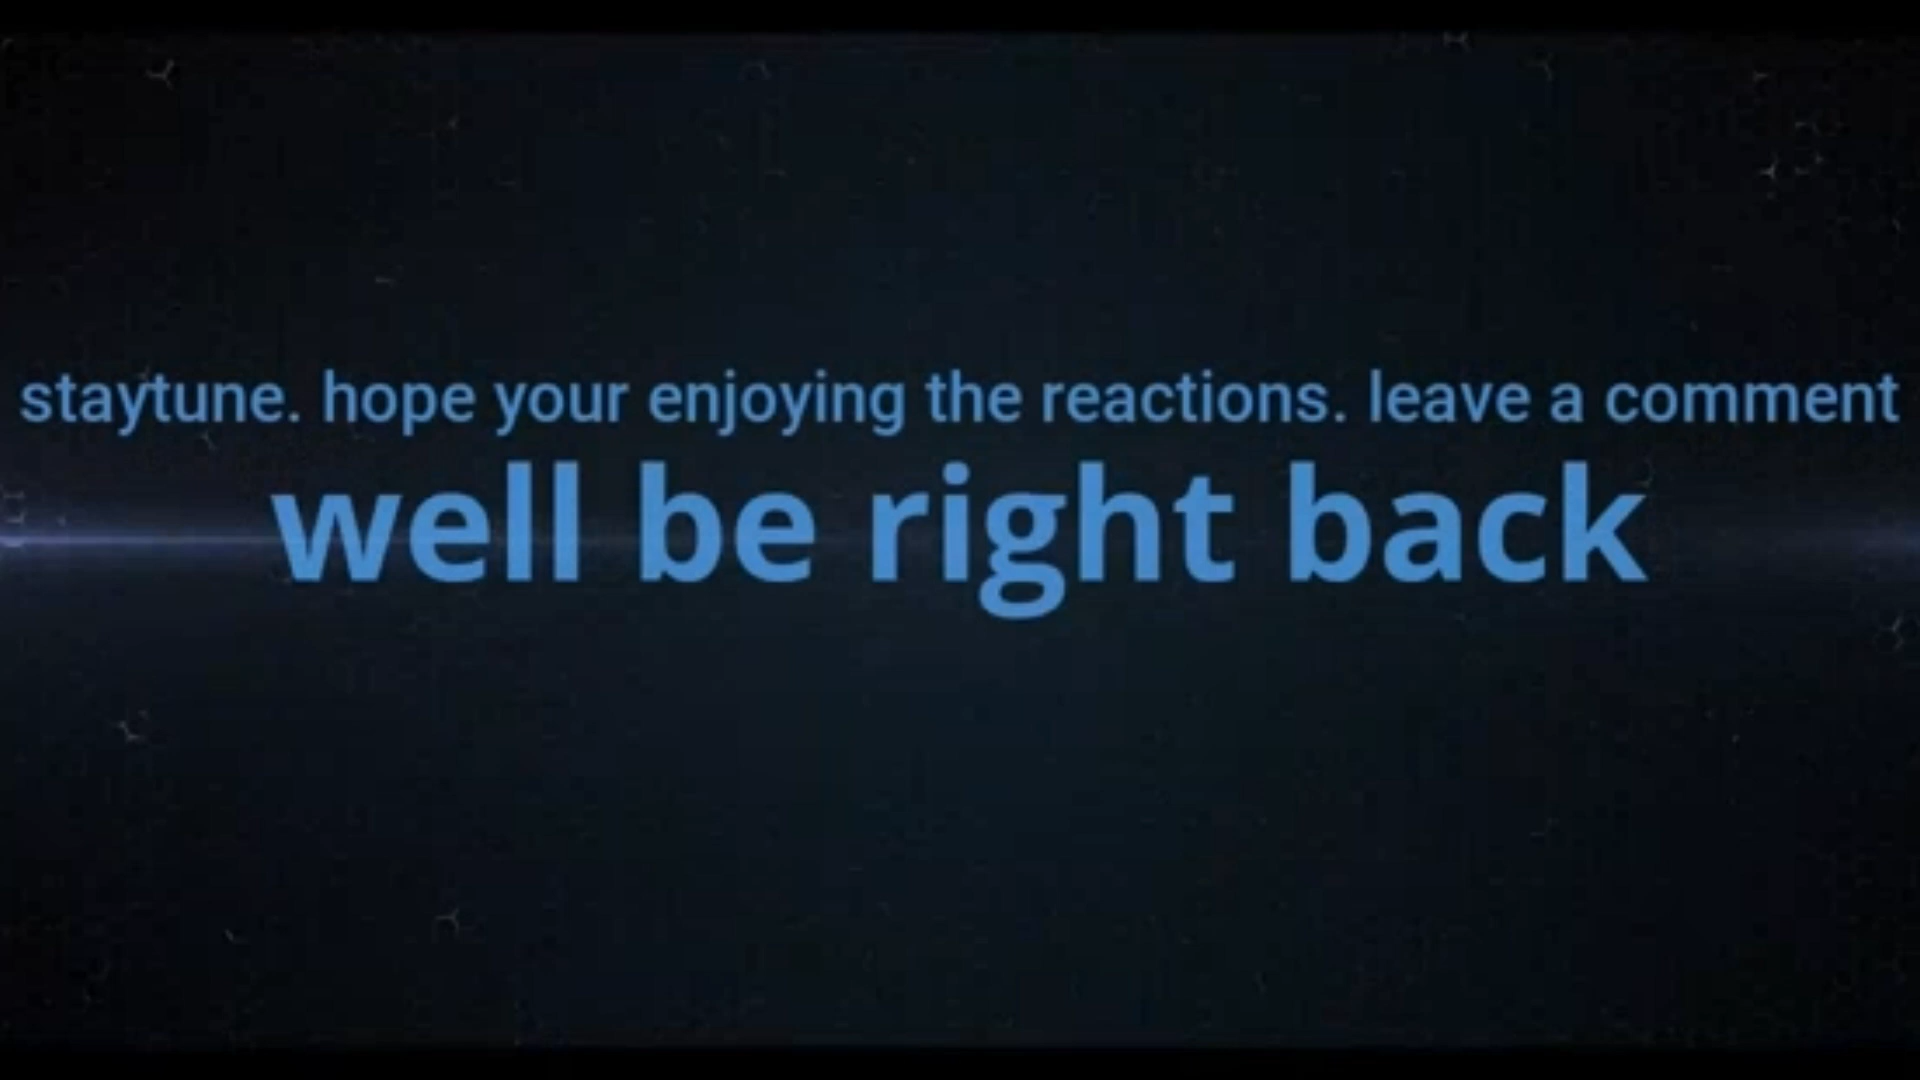 staytune. hope your enjoying the reactions. leave a comment
well be right back